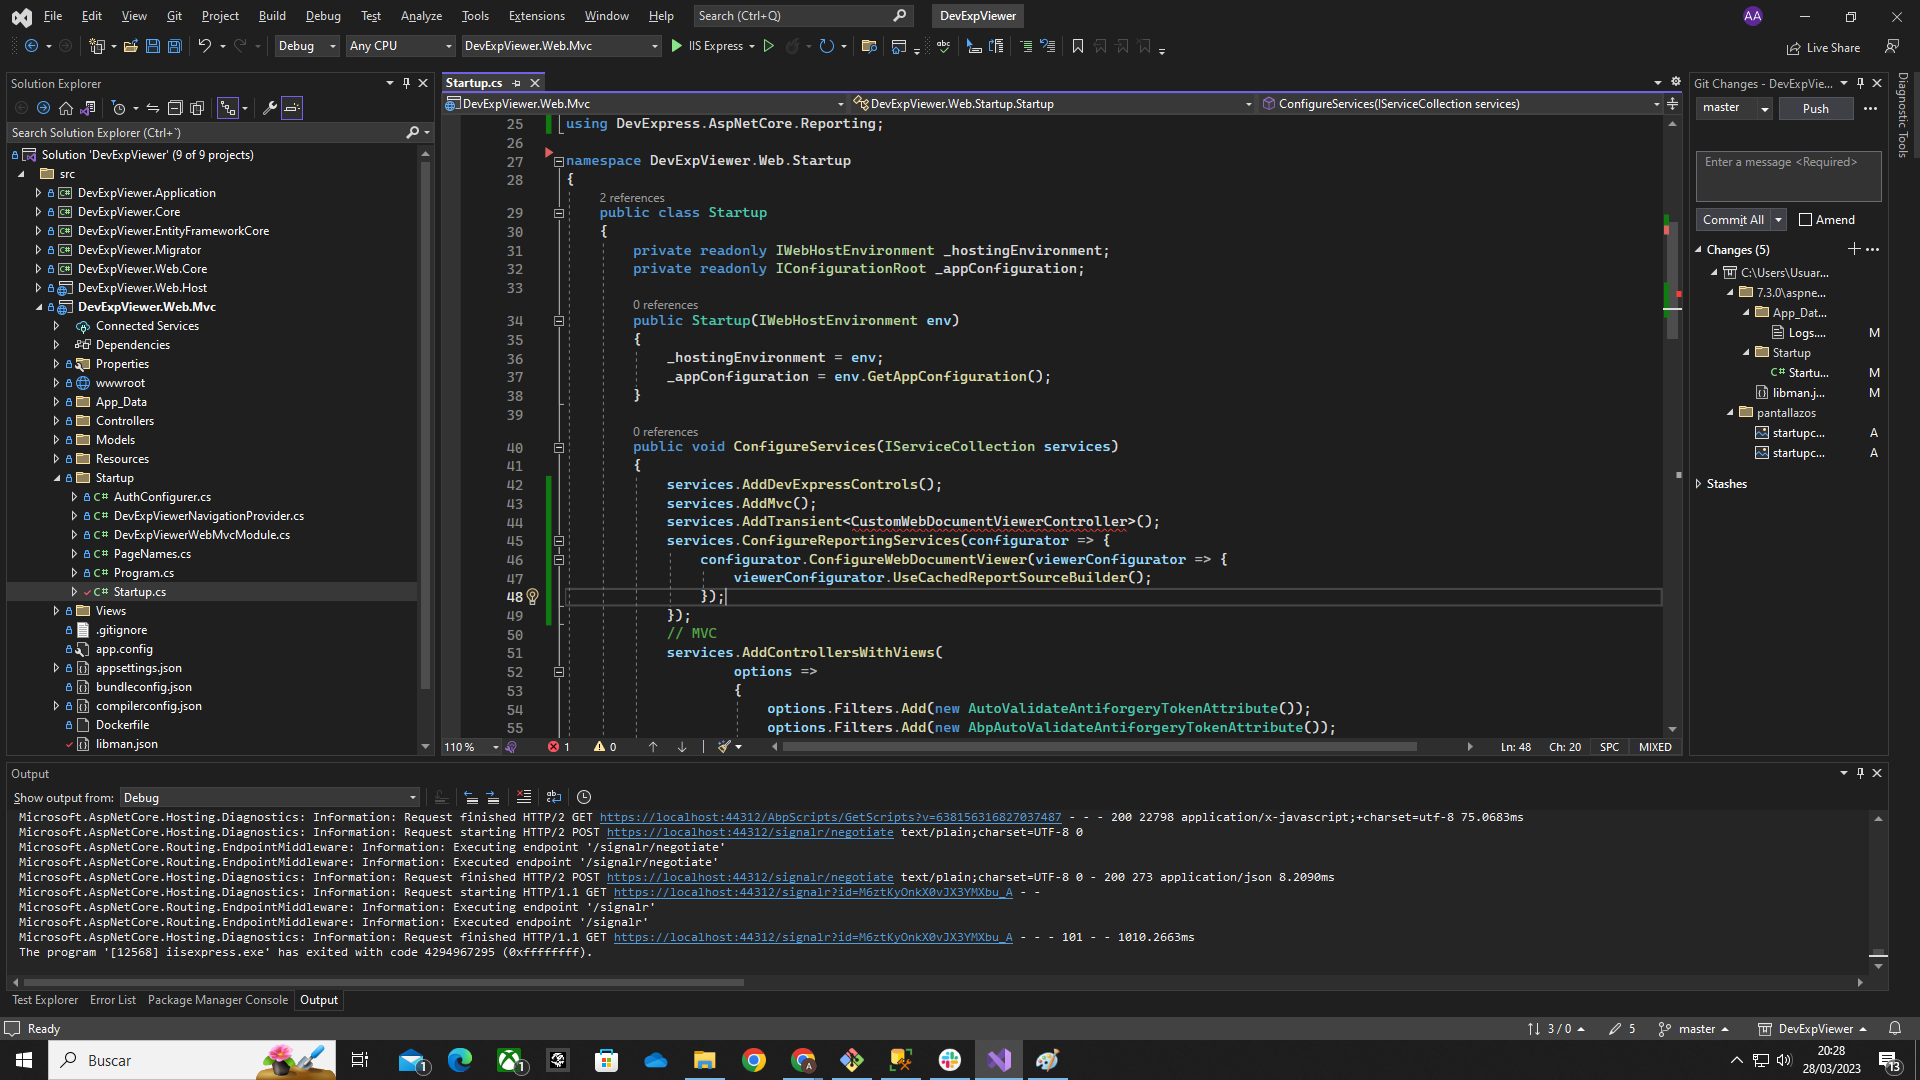 File Edit View Git Project Build Debug Test Analyze Tools Extensions Window Help Search (Ctrl+Q) DevExpViewer AA
Debug Any CPU DevExpViewer.Web.Mvc IIS Express Live Share
Solution Explorer
Search Solution Explorer (Ctrl+`)
Solution 'DevExpViewer' (9 of 9 projects)
src
DevExpViewer.Application
DevExpViewer.Core
DevExpViewer.EntityFrameworkCore
DevExpViewer.Migrator
DevExpViewer.Web.Core
DevExpViewer.Web.Host
DevExpViewer.Web.Mvc
Connected Services
Dependencies
Properties
wwwroot
App_Data
Controllers
Models
Resources
Startup
C# AuthConfigurer.cs
C# DevExpViewerNavigationProvider.cs
C# DevExpViewerWebMvcModule.cs
C# PageNames.cs
C# Program.cs
C# Startup.cs
Views
.gitignore
app.config
appsettings.json
bundleconfig.json
compilerconfig.json
Dockerfile
libman.json
Startup.cs
DevExpViewer.Web.Mvc DevExpViewer.Web.Startup.Startup ConfigureServices(IServiceCollection services)
25 using DevExpress.AspNetCore.Reporting;
26
27 namespace DevExpViewer.Web.Startup
28 {
2 references
29 public class Startup
30 {
31 private readonly IWebHostEnvironment _hostingEnvironment;
32 private readonly IConfigurationRoot _appConfiguration;
33
0 references
34 public Startup(IWebHostEnvironment env)
35 {
36 _hostingEnvironment = env;
37 _appConfiguration = env.GetAppConfiguration();
38 }
39
0 references
40 public void ConfigureServices(IServiceCollection services)
41 {
42 services.AddDevExpressControls();
43 services.AddMvc();
44 services.AddTransient<CustomWebDocumentViewerController>();
45 services.ConfigureReportingServices(configurator => {
46 configurator.ConfigureWebDocumentViewer(viewerConfigurator => {
47 viewerConfigurator.UseCachedReportSourceBuilder();
48 });
49 });
50 // MVC
51 services.AddControllersWithViews(
52 options =>
53 {
54 options.Filters.Add(new AutoValidateAntiforgeryTokenAttribute());
55 options.Filters.Add(new AbpAutoValidateAntiforgeryTokenAttribute());
110 % 1 0 Ln: 48 Ch: 20 SPC MIXED
Git Changes - DevExpVie...
master Push
Enter a message <Required>
Commit All Amend
Changes (5)
C:\Users\Usuar...
7.3.0\aspne...
App_Dat...
Logs.... M
Startup
C# Startu... M
libman.j... M
pantallazos
startupc... A
startupc... A
Stashes
Diagnostic Tools
Output
Show output from: Debug
Microsoft.AspNetCore.Hosting.Diagnostics: Information: Request finished HTTP/2 GET https://localhost:44312/AbpScripts/GetScripts?v=638156316827037487 - - - 200 22798 application/x-javascript;+charset=utf-8 75.0683ms
Microsoft.AspNetCore.Hosting.Diagnostics: Information: Request starting HTTP/2 POST https://localhost:44312/signalr/negotiate text/plain;charset=UTF-8 0
Microsoft.AspNetCore.Routing.EndpointMiddleware: Information: Executing endpoint '/signalr/negotiate'
Microsoft.AspNetCore.Routing.EndpointMiddleware: Information: Executed endpoint '/signalr/negotiate'
Microsoft.AspNetCore.Hosting.Diagnostics: Information: Request finished HTTP/2 POST https://localhost:44312/signalr/negotiate text/plain;charset=UTF-8 0 - 200 273 application/json 8.2090ms
Microsoft.AspNetCore.Hosting.Diagnostics: Information: Request starting HTTP/1.1 GET https://localhost:44312/signalr?id=M6ztKyOnkX0vJX3YMXbu_A - -
Microsoft.AspNetCore.Routing.EndpointMiddleware: Information: Executing endpoint '/signalr'
Microsoft.AspNetCore.Routing.EndpointMiddleware: Information: Executed endpoint '/signalr'
Microsoft.AspNetCore.Hosting.Diagnostics: Information: Request finished HTTP/1.1 GET https://localhost:44312/signalr?id=M6ztKyOnkX0vJX3YMXbu_A - - - 101 - - 1010.2663ms
The program '[12568] iisexpress.exe' has exited with code 4294967295 (0xffffffff).
Test Explorer Error List Package Manager Console Output
Ready 3 / 0 5 master DevExpViewer
Buscar 1 1 A 20:28
28/03/2023 13